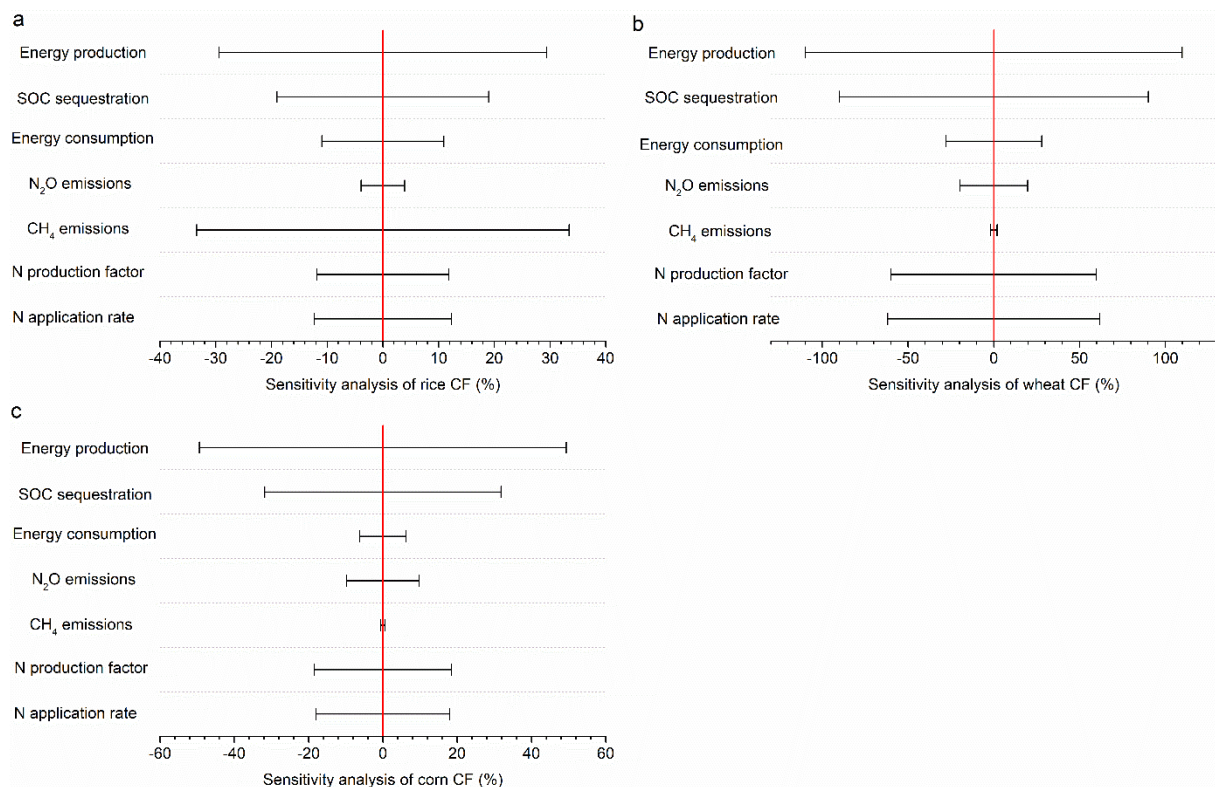 a
Energy production
SOC sequestration
Energy consumption
N₂O emissions
CH₄ emissions
N production factor
N application rate
-40 -30 -20 -10 0 10 20 30 40
Sensitivity analysis of rice CF (%)
b
Energy production
SOC sequestration
Energy consumption
N₂O emissions
CH₄ emissions
N production factor
N application rate
-100 -50 0 50 100
Sensitivity analysis of wheat CF (%)
c
Energy production
SOC sequestration
Energy consumption
N₂O emissions
CH₄ emissions
N production factor
N application rate
-60 -40 -20 0 20 40 60
Sensitivity analysis of corn CF (%)